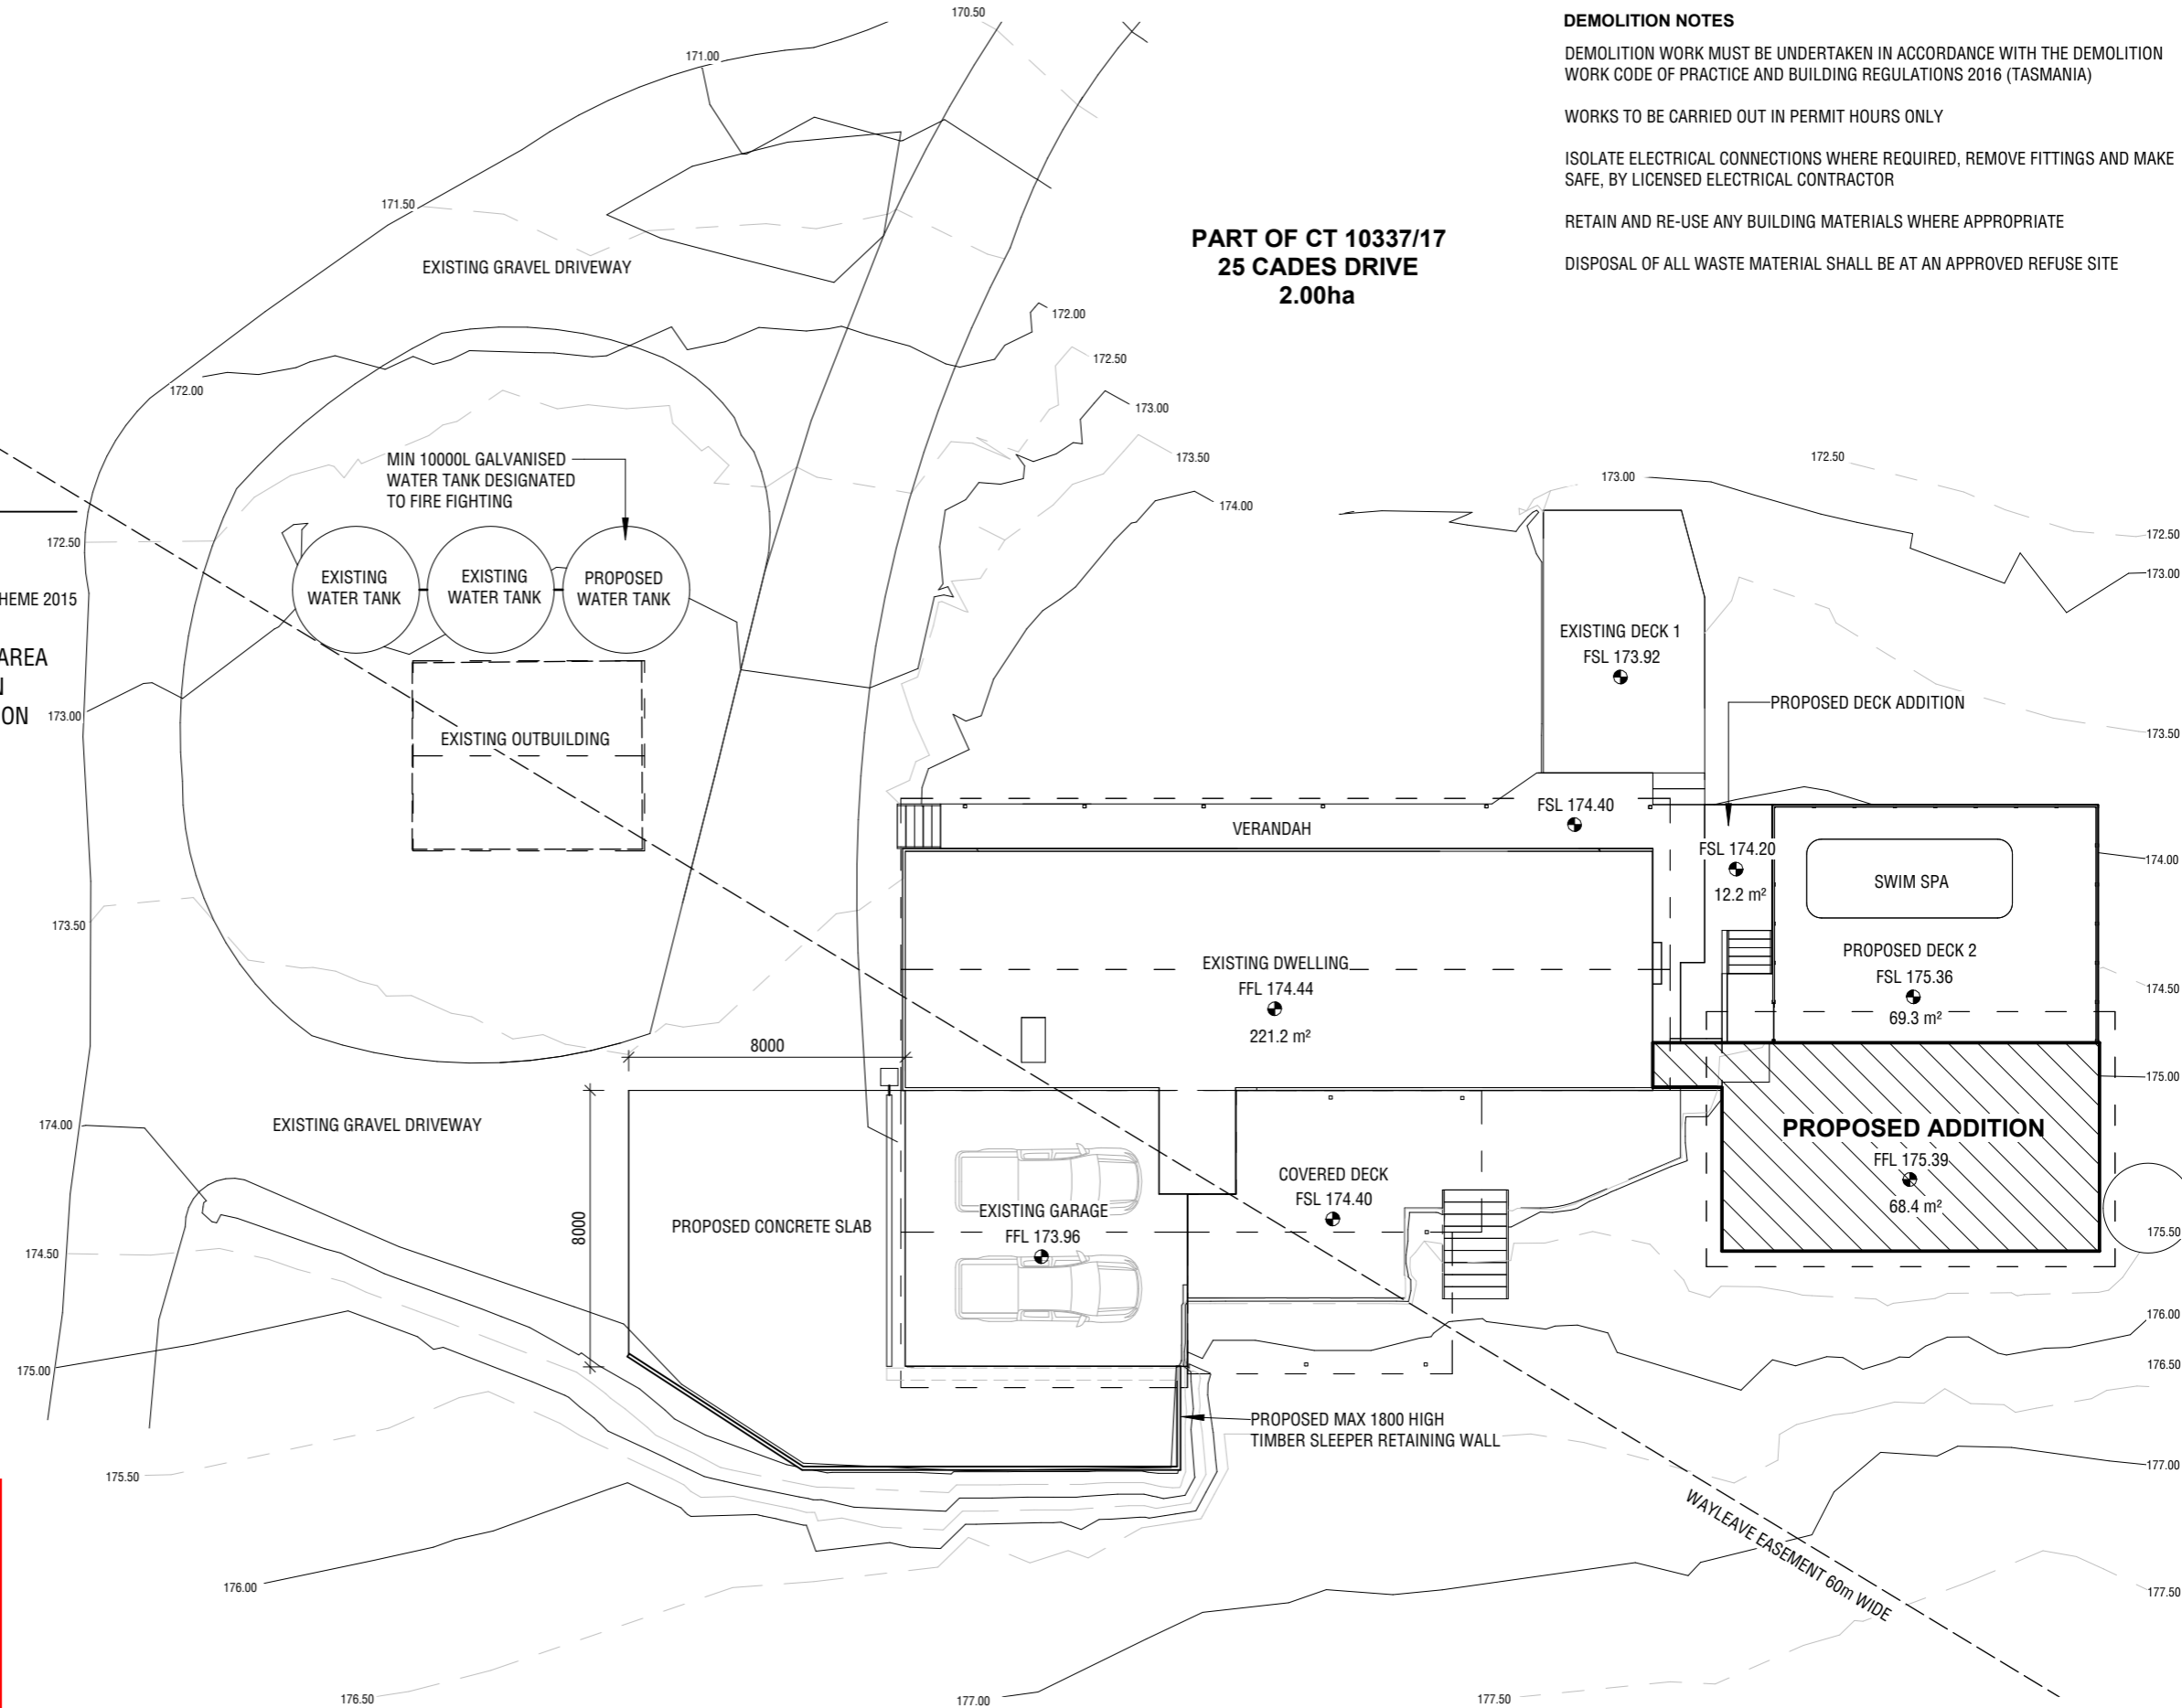 DEMOLITION NOTES
DEMOLITION WORK MUST BE UNDERTAKEN IN ACCORDANCE WITH THE DEMOLITION
WORK CODE OF PRACTICE AND BUILDING REGULATIONS 2016 (TASMANIA)
WORKS TO BE CARRIED OUT IN PERMIT HOURS ONLY
ISOLATE ELECTRICAL CONNECTIONS WHERE REQUIRED, REMOVE FITTINGS AND MAKE
SAFE, BY LICENSED ELECTRICAL CONTRACTOR
RETAIN AND RE-USE ANY BUILDING MATERIALS WHERE APPROPRIATE
DISPOSAL OF ALL WASTE MATERIAL SHALL BE AT AN APPROVED REFUSE SITE
170.50
171.00
171.50
EXISTING GRAVEL DRIVEWAY
PART OF CT 10337/17
25 CADES DRIVE
2.00ha
172.00
172.50
172.00
173.00
173.50
174.00
MIN 10000L GALVANISED
WATER TANK DESIGNATED
TO FIRE FIGHTING
172.50
173.00
172.50
173.00
172.50
EXISTING
WATER TANK
EXISTING
WATER TANK
PROPOSED
WATER TANK
HEME 2015
AREA
N
ON
173.00
EXISTING OUTBUILDING
EXISTING DECK 1
FSL 173.92
PROPOSED DECK ADDITION
173.50
VERANDAH
FSL 174.40
FSL 174.20
12.2 m²
SWIM SPA
174.00
173.50
EXISTING DWELLING
FFL 174.44
221.2 m²
PROPOSED DECK 2
FSL 175.36
69.3 m²
174.50
8000
175.00
174.00
EXISTING GRAVEL DRIVEWAY
8000
PROPOSED CONCRETE SLAB
EXISTING GARAGE
FFL 173.96
COVERED DECK
FSL 174.40
PROPOSED ADDITION
FFL 175.39
68.4 m²
175.50
174.50
176.00
175.00
176.50
PROPOSED MAX 1800 HIGH
TIMBER SLEEPER RETAINING WALL
177.00
175.50
WAYLEAVE EASEMENT 60m WIDE
176.00
177.50
176.50
177.00
177.50